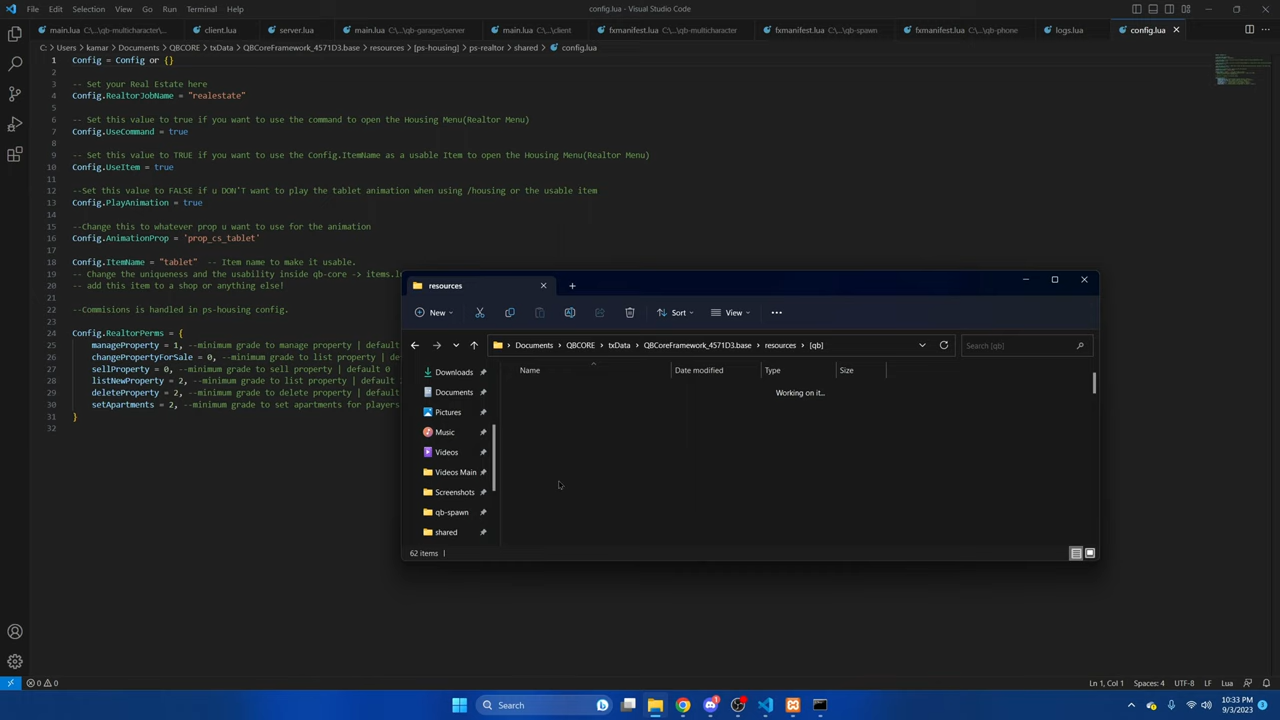 File Edit Selection View Go Run Terminal Help
config.lua - Visual Studio Code
main.lua C:\...\qb-multicharacter\...
client.lua
server.lua
main.lua C:\...\qb-garages\server
main.lua C:\...\client
fxmanifest.lua C:\...\qb-multicharacter
fxmanifest.lua C:\...\qb-spawn
fxmanifest.lua C:\...\qb-phone
logs.lua
config.lua
C: > Users > kamar > Documents > QBCORE > txData > QBCoreFramework_4571D3.base > resources > [ps-housing] > ps-realtor > shared > config.lua
1 Config = Config or {}
2
3 -- Set your Real Estate here
4 Config.RealtorJobName = "realestate"
5
6 -- Set this value to true if you want to use the command to open the Housing Menu(Realtor Menu)
7 Config.UseCommand = true
8
9 -- Set this value to TRUE if you want to use the Config.ItemName as a usable Item to open the Housing Menu(Realtor Menu)
10 Config.UseItem = true
11
12 --Set this value to FALSE if u DON'T want to play the tablet animation when using /housing or the usable item
13 Config.PlayAnimation = true
14
15 --Change this to whatever prop u want to use for the animation
16 Config.AnimationProp = 'prop_cs_tablet'
17
18 Config.ItemName = "tablet" -- Item name to make it usable.
19 -- Change the uniqueness and the usability inside qb-core -> items.lu
20 -- add this item to a shop or anything else!
21
22 --Commisions is handled in ps-housing config.
23
24 Config.RealtorPerms = {
25 manageProperty = 1, --minimum grade to manage property | default
26 changePropertyForSale = 0, --minimum grade to list property | de
27 sellProperty = 0, --minimum grade to sell property | default 0
28 listNewProperty = 2, --minimum grade to list property | default
29 deleteProperty = 2, --minimum grade to delete property | default
30 setApartments = 2, --minimum grade to set apartments for players
31 }
32
resources
New Sort View
Documents > QBCORE > txData > QBCoreFramework_4571D3.base > resources > [qb]
Search [qb]
Name Date modified Type Size
Working on it...
Downloads
Documents
Pictures
Music
Videos
Videos Main
Screenshots
qb-spawn
shared
62 items
0 0
Ln 1, Col 1 Spaces: 4 UTF-8 LF Lua
Search
10:33 PM
9/3/2023